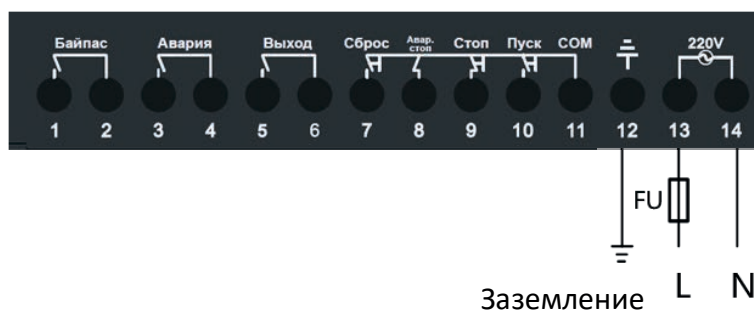 Байпас Авария Выход Сброс Авар. стоп Стоп Пуск COM 220V
1 2 3 4 5 6 7 8 9 10 11 12 13 14
FU
Заземление L N